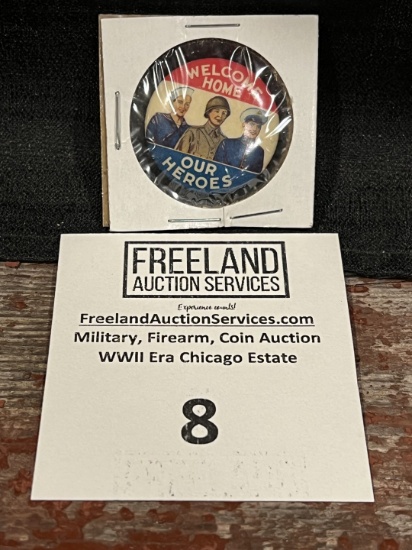 WELCOME
HOME
OUR
HEROES
FREELAND
AUCTION SERVICES
Experience counts!
FreelandAuctionServices.com
Military, Firearm, Coin Auction
WWII Era Chicago Estate
8